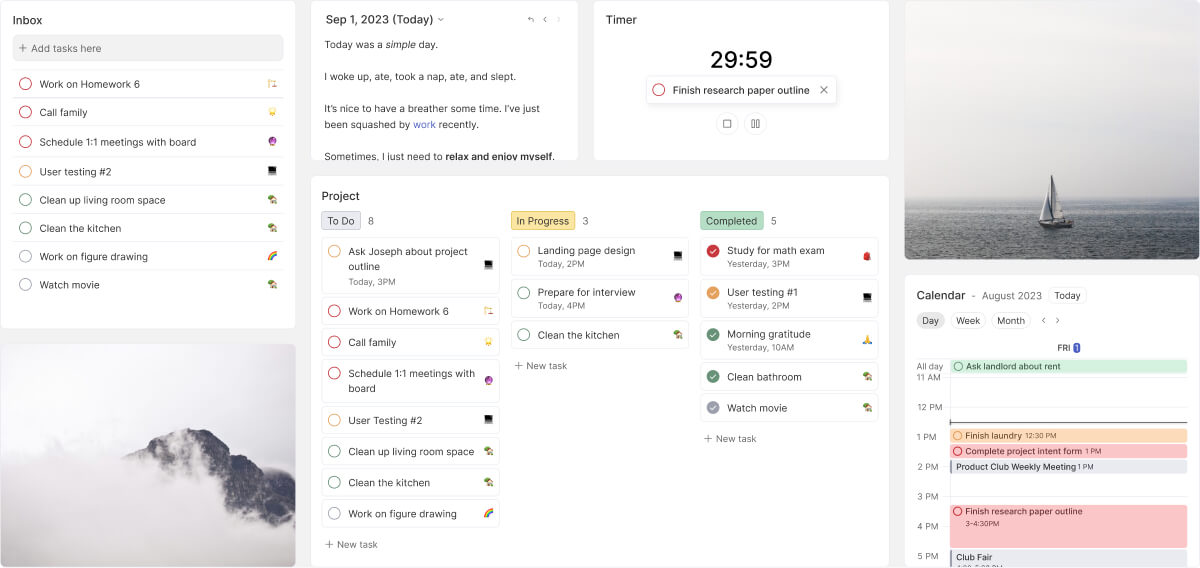 Inbox
+ Add tasks here
Work on Homework 6
Call family
Schedule 1:1 meetings with board
User testing #2
Clean up living room space
Clean the kitchen
Work on figure drawing
Watch movie
Sep 1, 2023 (Today)
Today was a simple day.
I woke up, ate, took a nap, ate, and slept.
It's nice to have a breather some time. I've just
been squashed by work recently.
Sometimes, I just need to relax and enjoy myself.
Timer
29:59
Finish research paper outline
Project
To Do 8
Ask Joseph about project
outline
Today, 3PM
Work on Homework 6
Call family
Schedule 1:1 meetings with
board
User Testing #2
Clean up living room space
Clean the kitchen
Work on figure drawing
+ New task
In Progress 3
Landing page design
Today, 2PM
Prepare for interview
Today, 4PM
Clean the kitchen
+ New task
Completed 5
Study for math exam
Yesterday, 3PM
User testing #1
Yesterday, 2PM
Morning gratitude
Yesterday, 10AM
Clean bathroom
Watch movie
+ New task
Calendar - August 2023 Today
Day Week Month
FRI 1
All day Ask landlord about rent
11 AM
12 PM
1 PM Finish laundry 12:30 PM
Complete project intent form 1 PM
2 PM Product Club Weekly Meeting 1 PM
3 PM
Finish research paper outline
3-4:30PM
4 PM
5 PM Club Fair